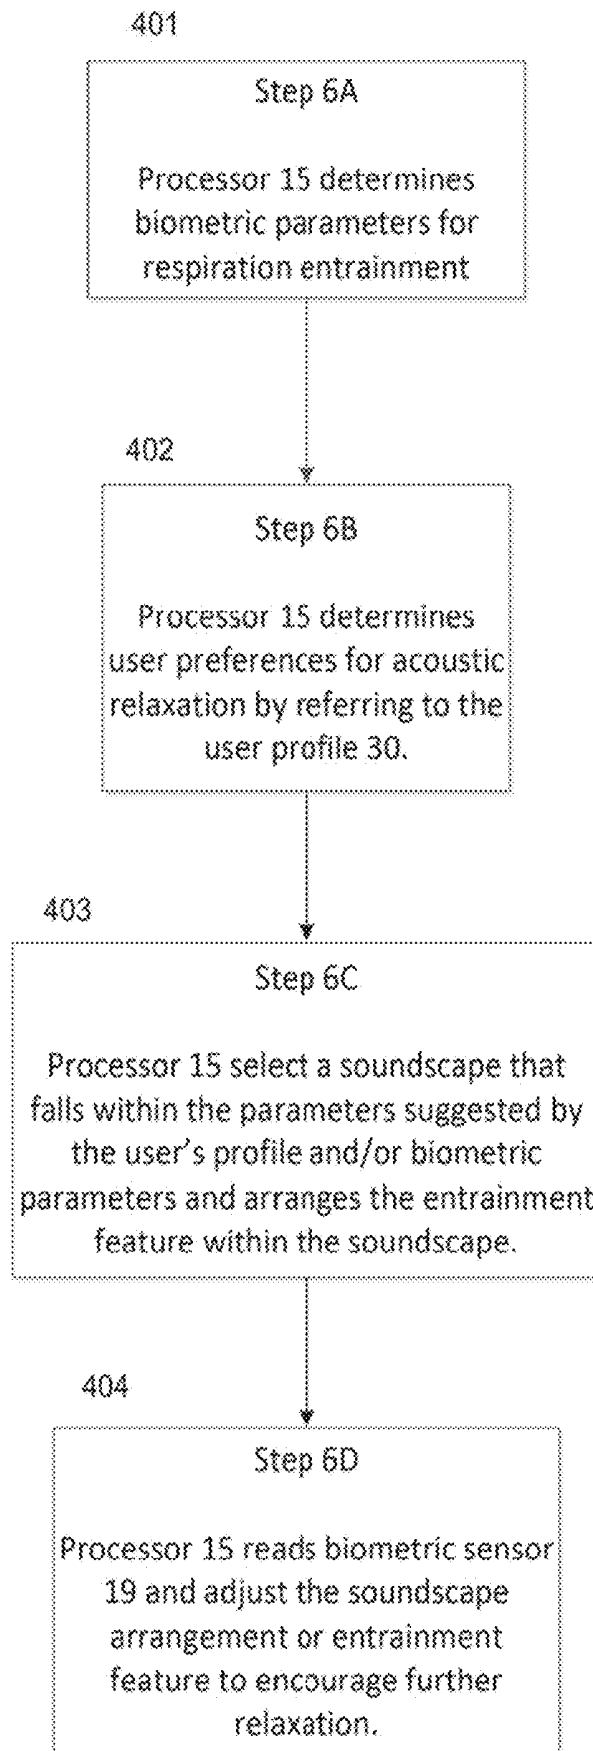 401
Step 6A
Processor 15 determines
biometric parameters for
respiration entrainment
402
Step 6B
Processor 15 determines
user preferences for acoustic
relaxation by referring to the
user profile 30.
403
Step 6C
Processor 15 select a soundscape that
falls within the parameters suggested by
the user's profile and/or biometric
parameters and arranges the entrainment
feature within the soundscape.
404
Step 6D
Processor 15 reads biometric sensor
19 and adjust the soundscape
arrangement or entrainment
feature to encourage further
relaxation.